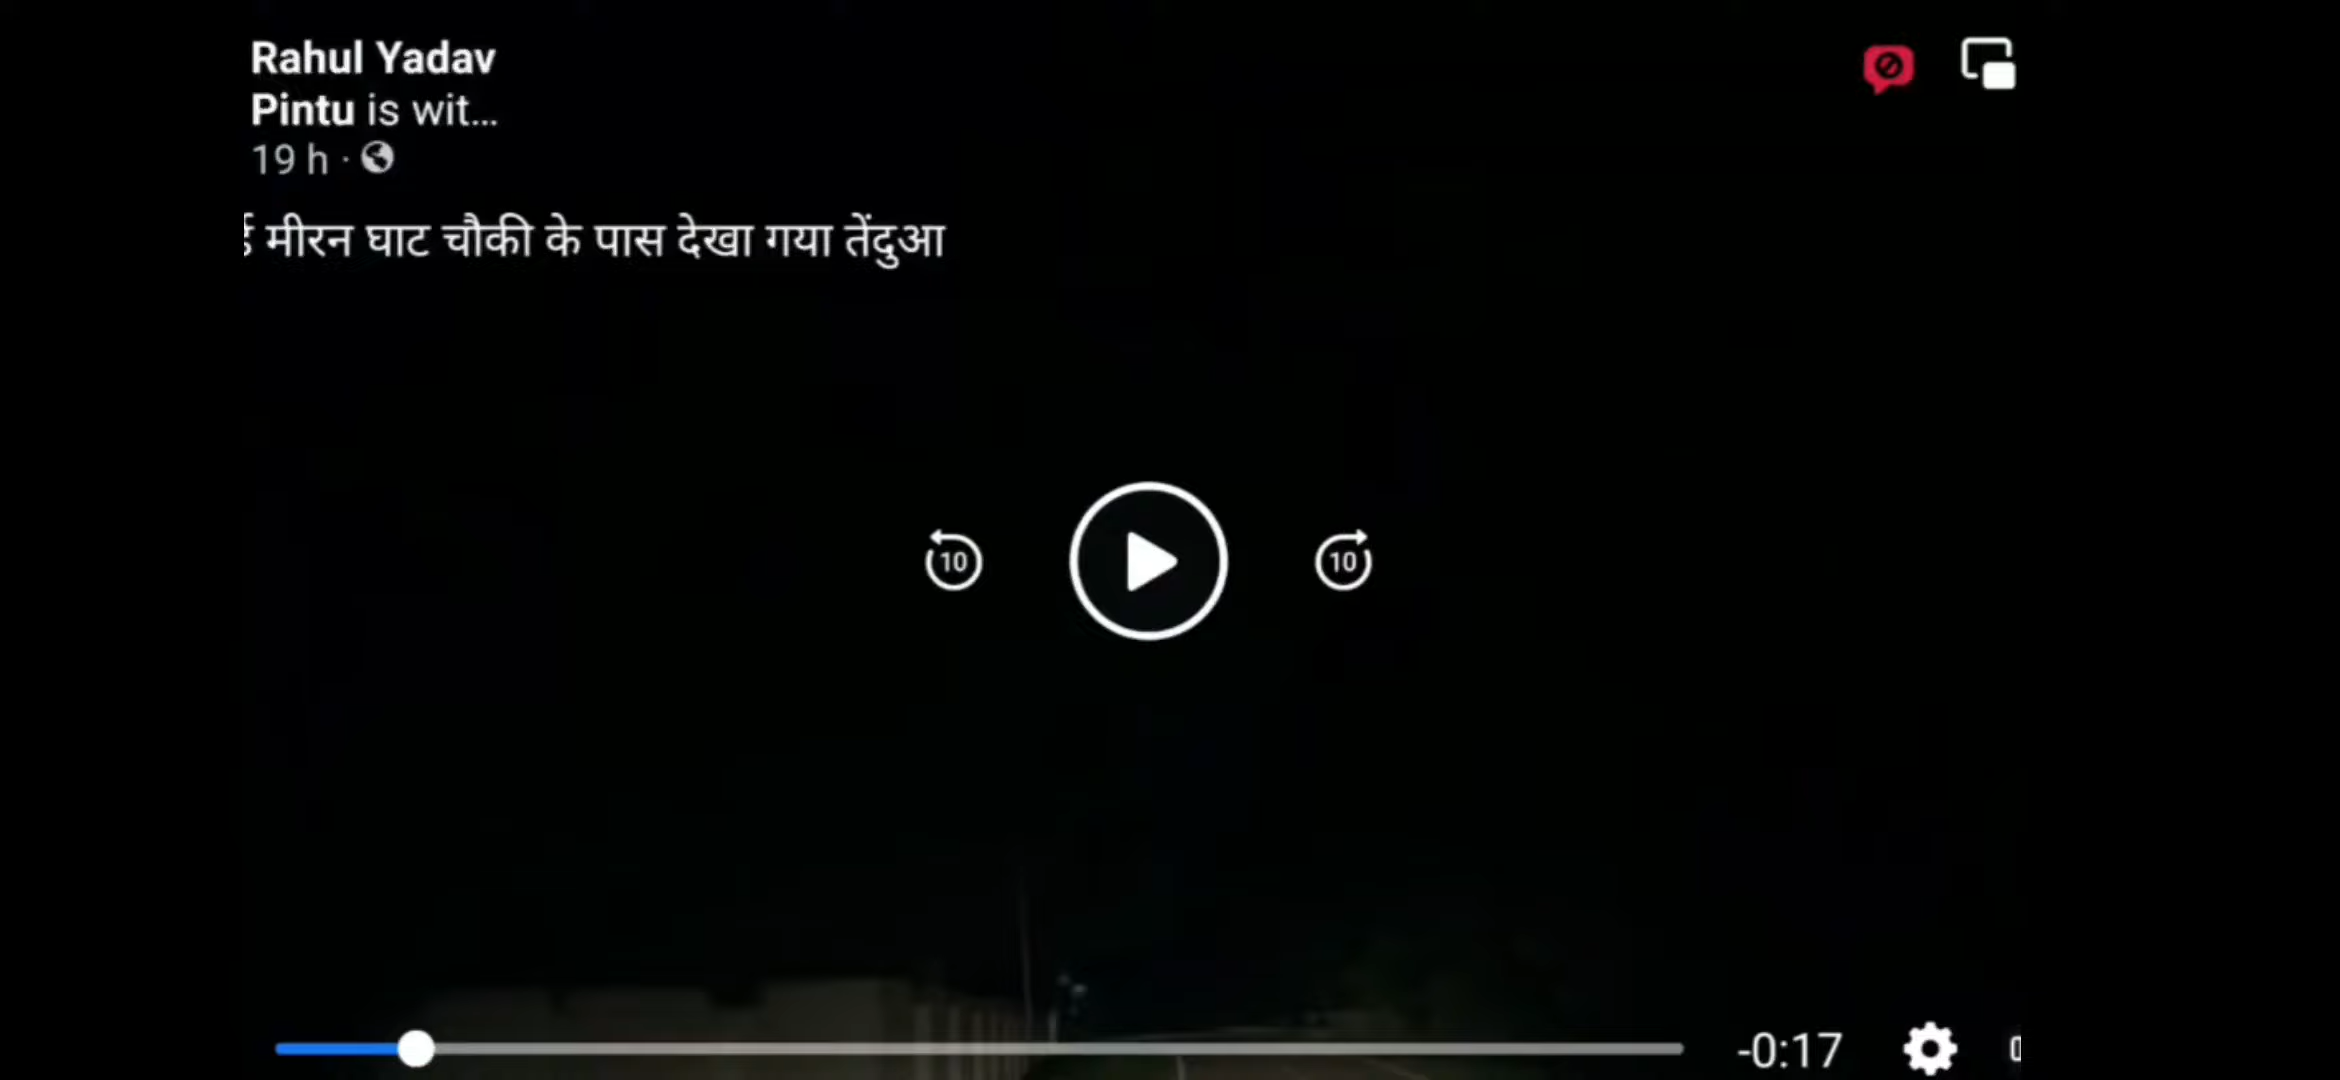 Rahul Yadav
Pintu is wit...
19 h ·
मीरन घाट चौकी के पास देखा गया तेंदुआ
10
10
-0:17